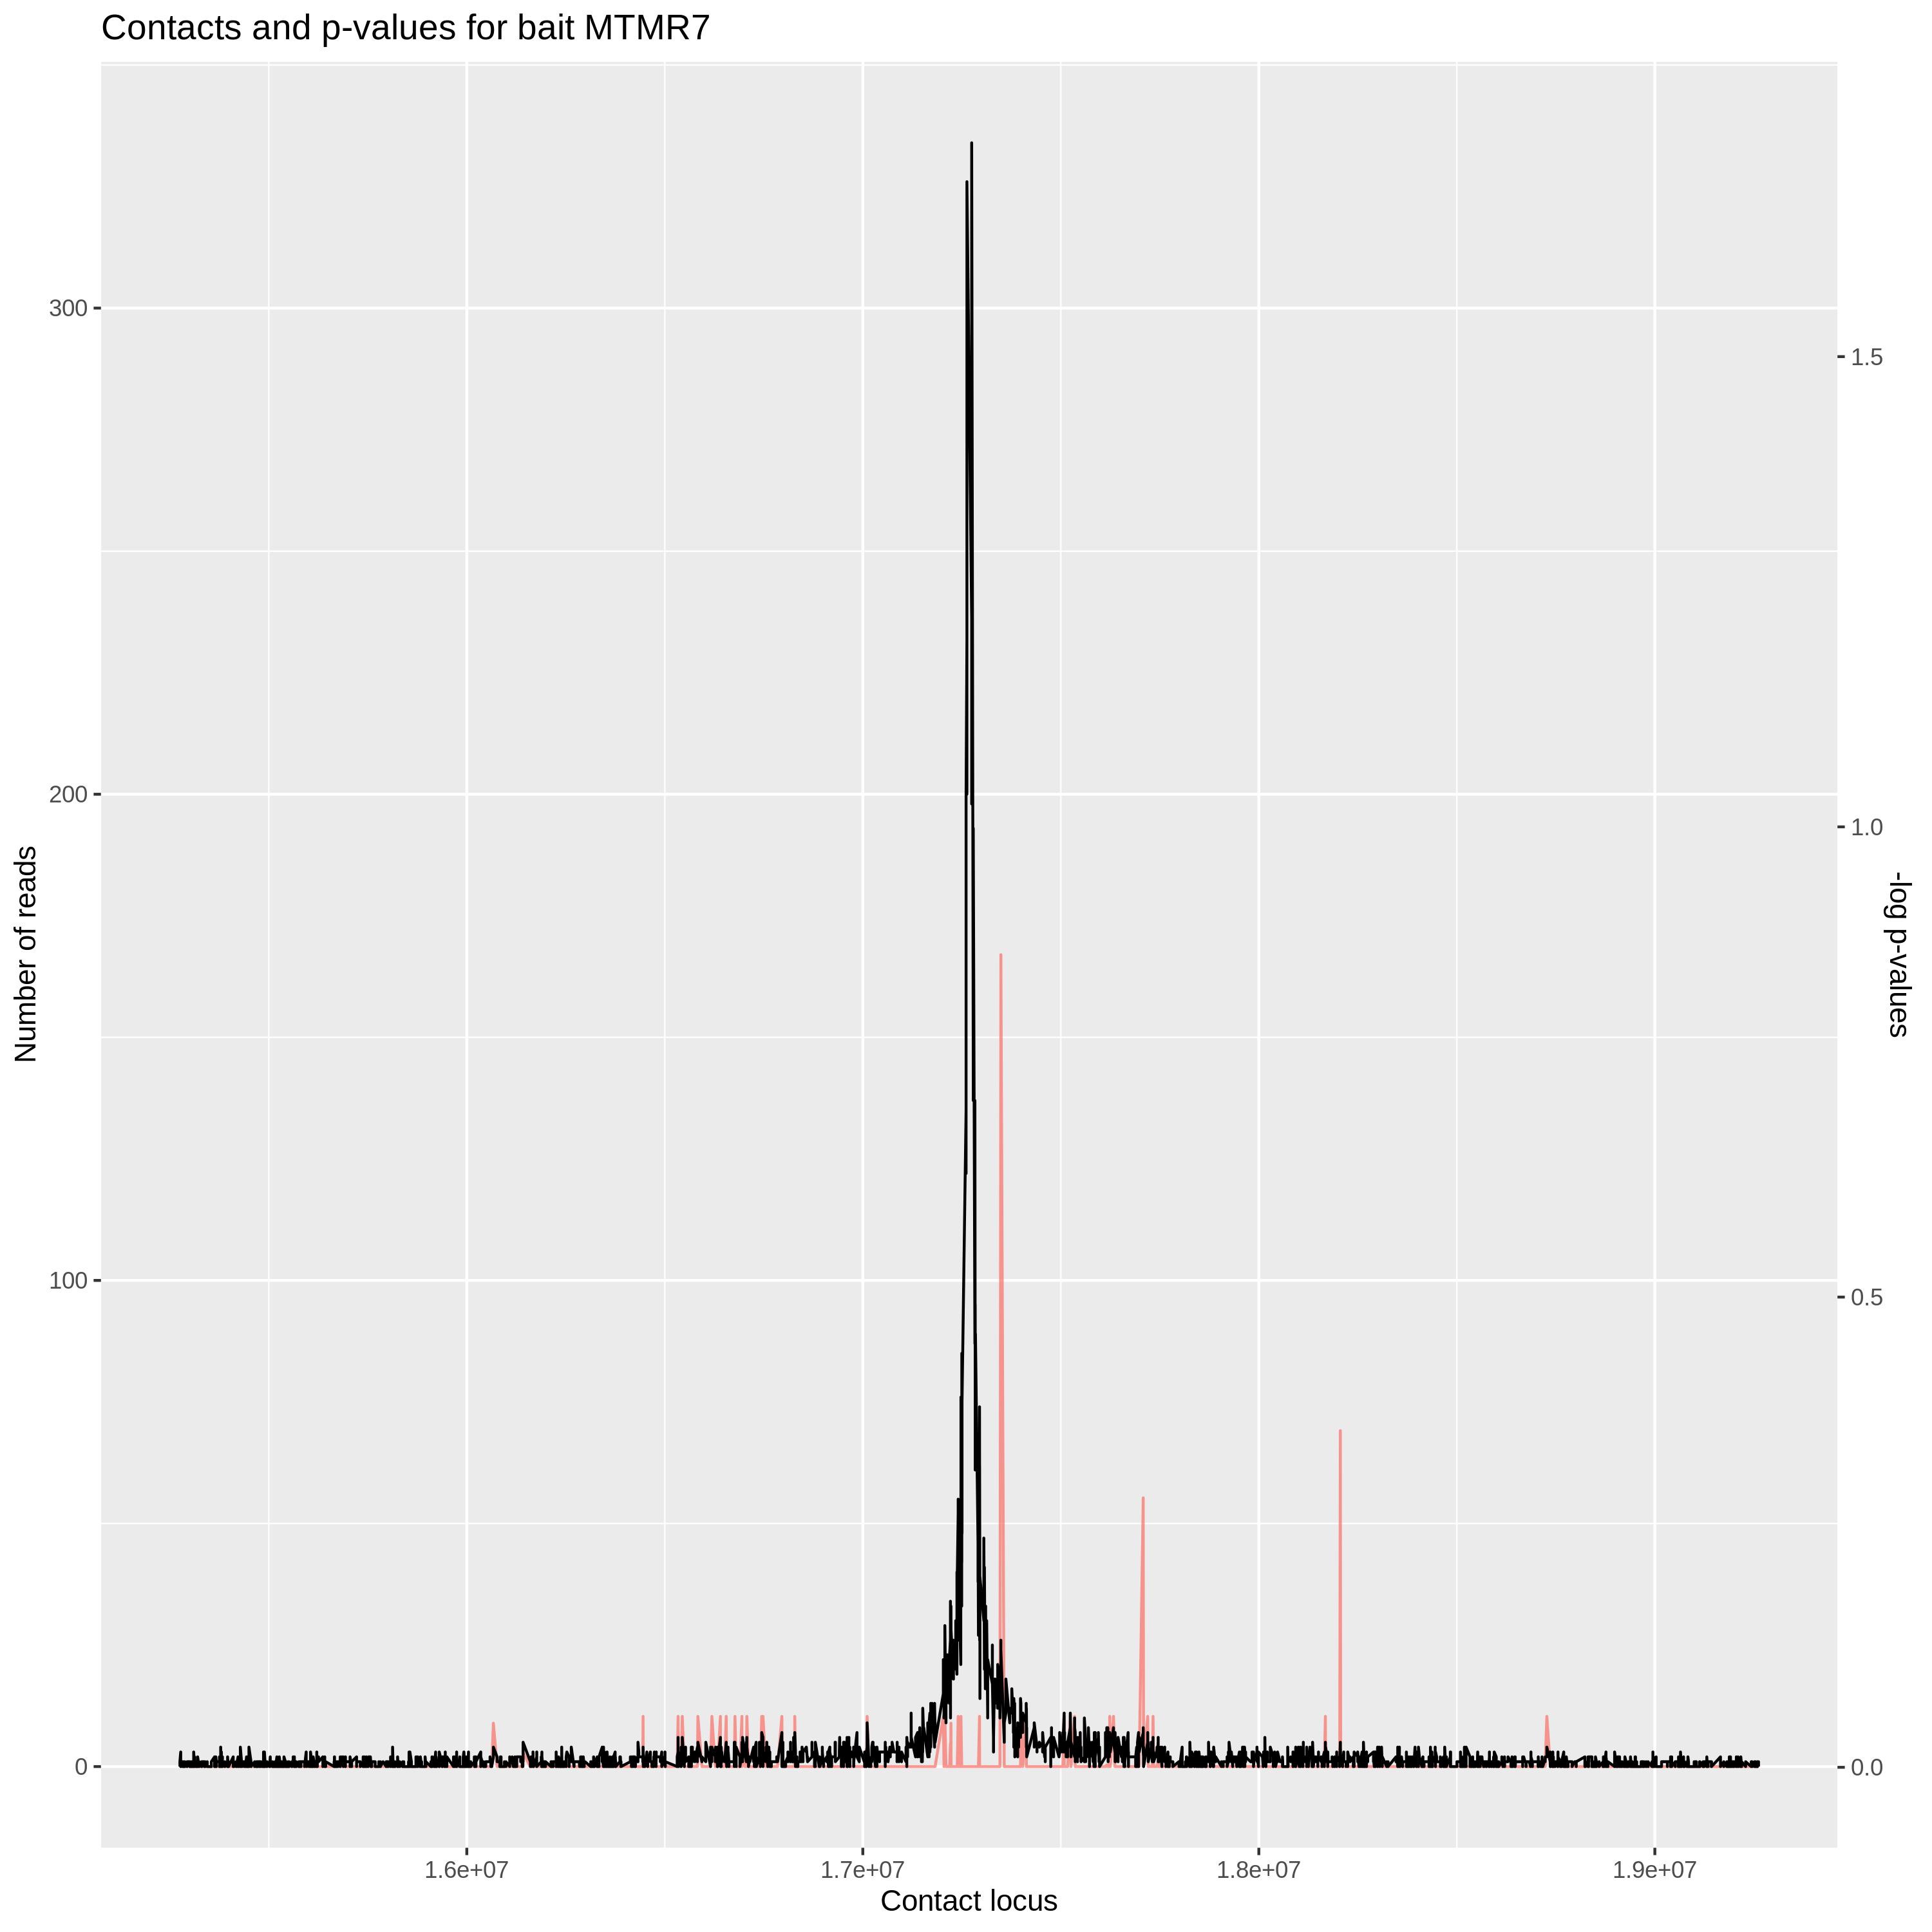 Contacts and p-values for bait MTMR7
Number of reads
300
200
100
0
1.5
1.0
0.5
0.0
-log p-values
1.6e+07
1.7e+07
1.8e+07
1.9e+07
Contact locus